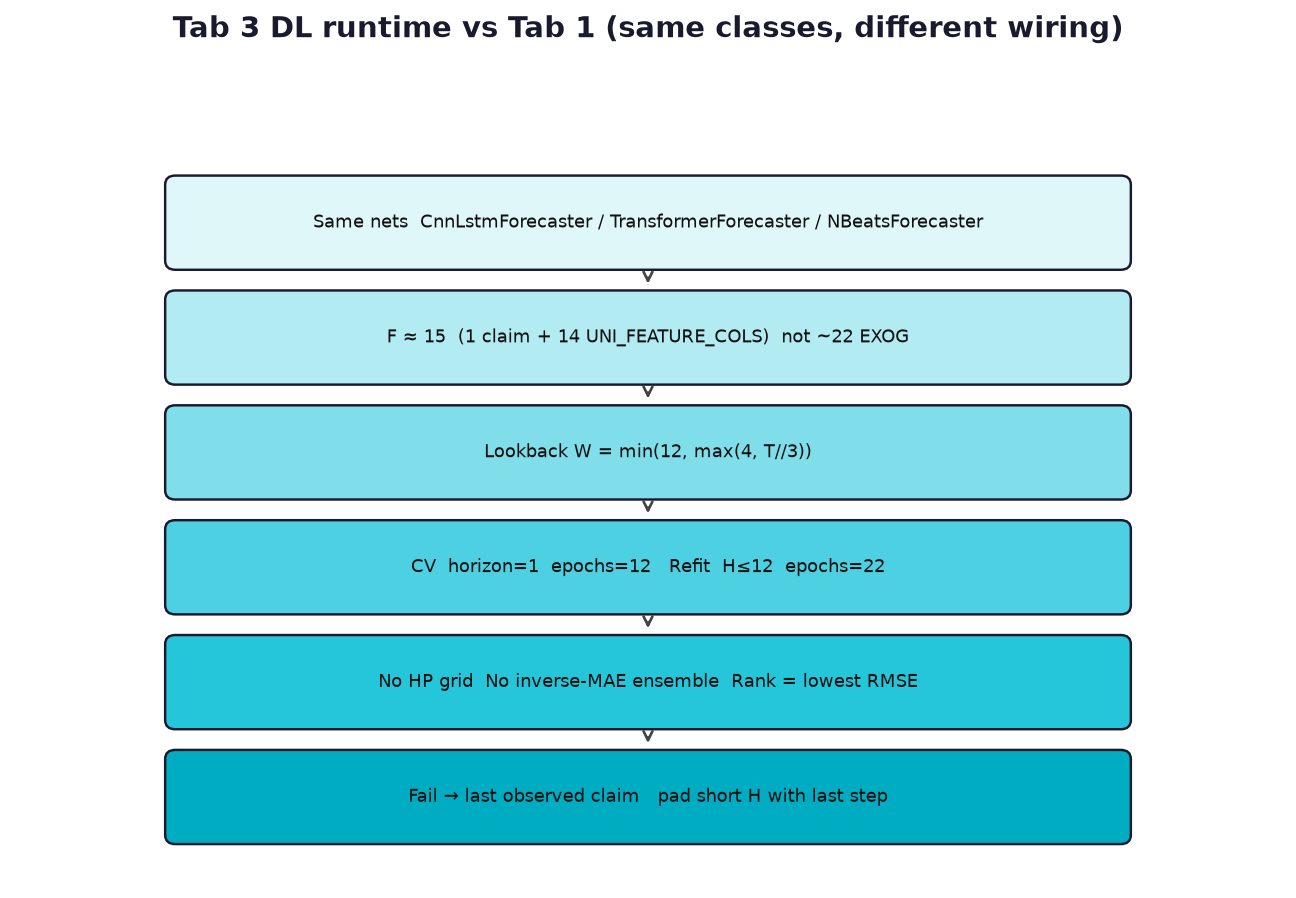 Tab 3 DL runtime vs Tab 1 (same classes, different wiring)
Same nets  CnnLstmForecaster / TransformerForecaster / NBeatsForecaster
F ≈ 15  (1 claim + 14 UNI_FEATURE_COLS)  not ~22 EXOG
Lookback W = min(12, max(4, T//3))
CV  horizon=1  epochs=12   Refit  H≤12  epochs=22
No HP grid  No inverse-MAE ensemble  Rank = lowest RMSE
Fail → last observed claim   pad short H with last step